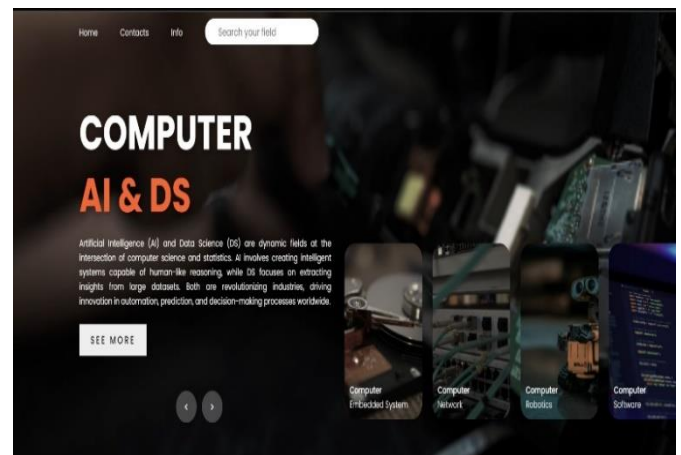 Home Contacts Info Search your field
COMPUTER
AI & DS
Artificial Intelligence (AI) and Data Science (DS) are dynamic fields at the
intersection of computer science and statistics. AI involves creating intelligent
systems capable of human-like reasoning, while DS focuses on extracting
insights from large datasets. Both are revolutionizing industries, driving
innovation in automation, prediction, and decision-making processes worldwide.
SEE MORE
‹ ›
Computer
Embedded System
Computer
Network
Computer
Robotics
Computer
Software